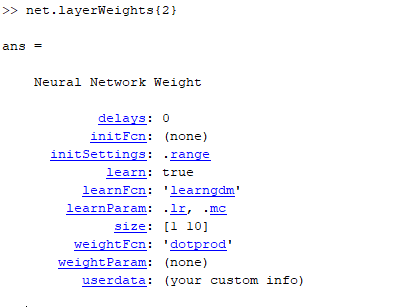 >> net.layerWeights{2}
ans =
Neural Network Weight
delays: 0
initFcn: (none)
initSettings: .range
learn: true
learnFcn: 'learngdm'
learnParam: .lr, .mc
size: [1 10]
weightFcn: 'dotprod'
weightParam: (none)
userdata: (your custom info)